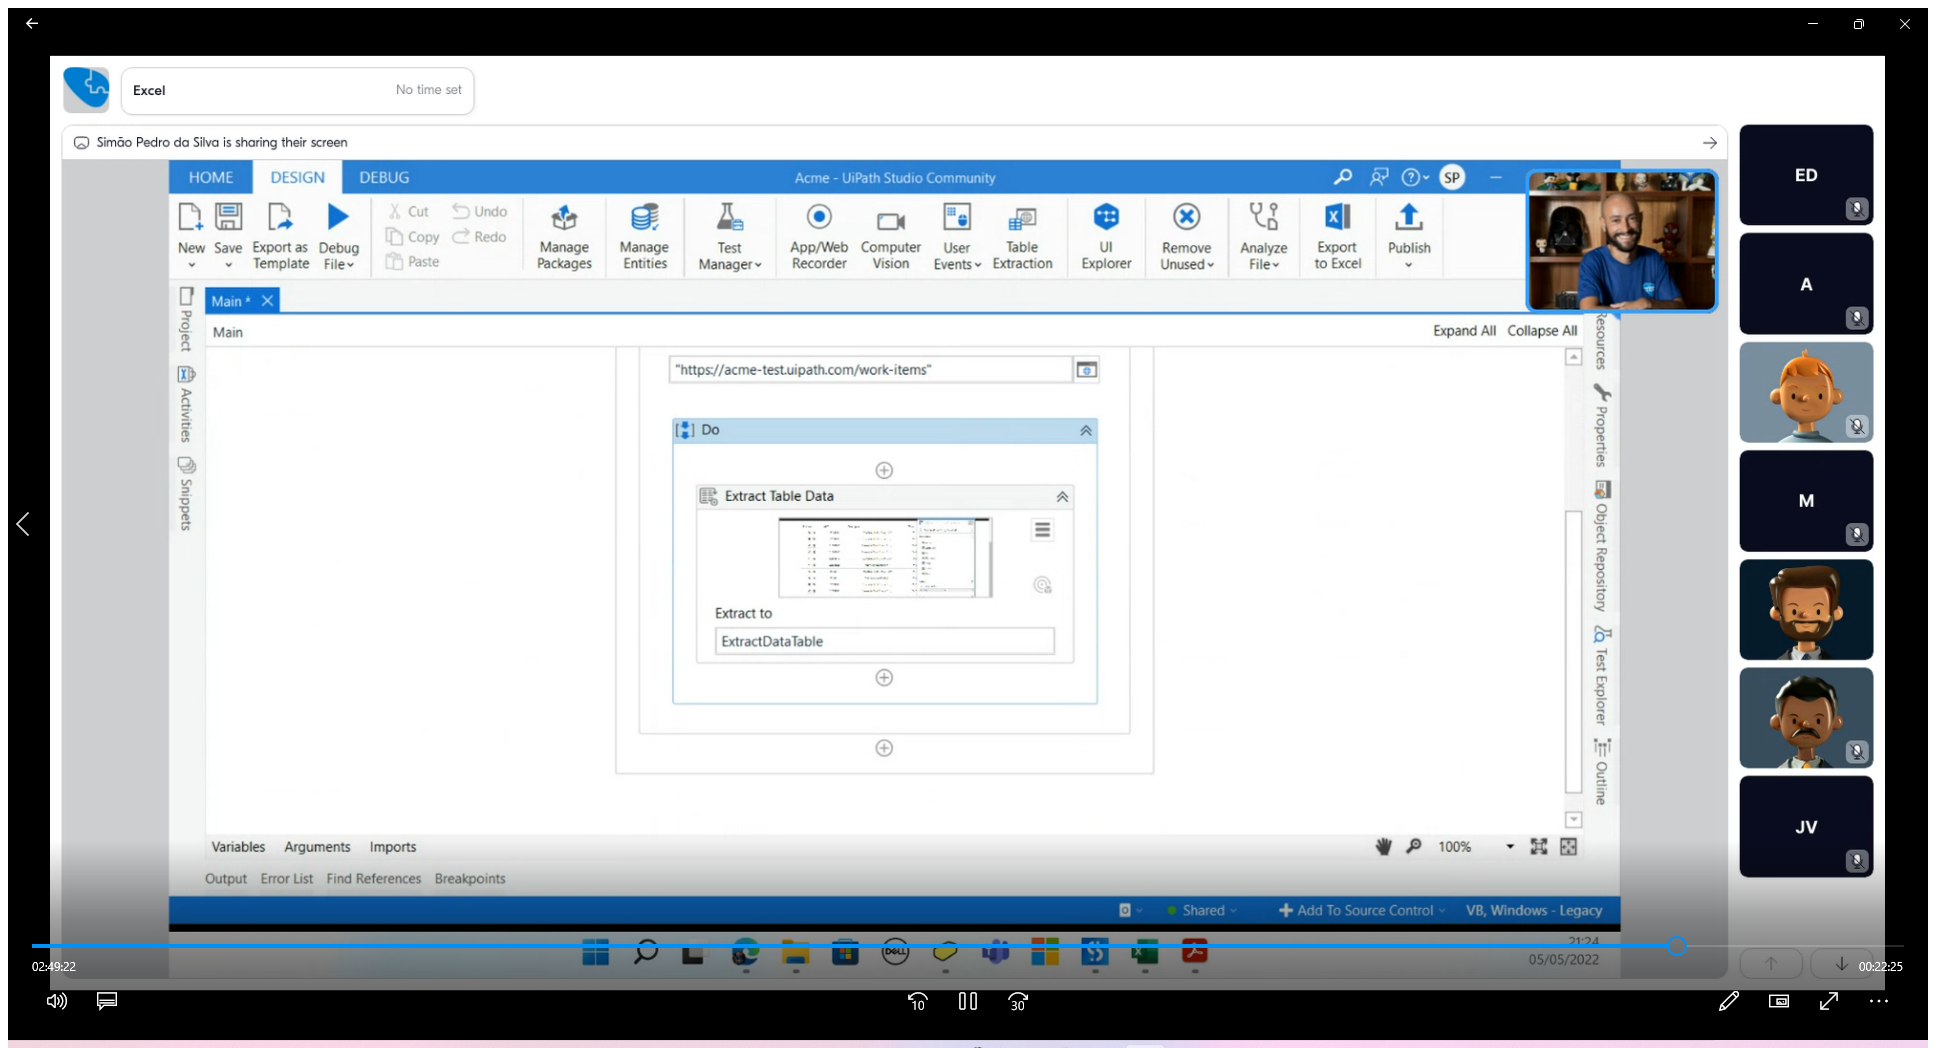 Excel No time set
Simão Pedro da Silva is sharing their screen
HOME DESIGN DEBUG Acme - UiPath Studio Community SP
New Save Export as Template Debug File Cut Copy Paste Undo Redo Manage Packages Manage Entities Test Manager App/Web Recorder Computer Vision User Events Table Extraction UI Explorer Remove Unused Analyze File Export to Excel Publish
Main *
Main Expand All Collapse All
Project
Activities
Snippets
"https://acme-test.uipath.com/work-items"
Do
Extract Table Data
Extract to
ExtractDataTable
Resources
Properties
Object Repository
Test Explorer
Outline
ED
A
M
JV
Variables Arguments Imports 100%
Output Error List Find References Breakpoints
Shared Add To Source Control VB, Windows - Legacy
DELL
21:24
05/05/2022
02:49:22 00:22:25
10 30